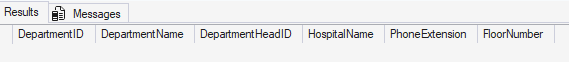 Results Messages
DepartmentID DepartmentName DepartmentHeadID HospitalName PhoneExtension FloorNumber